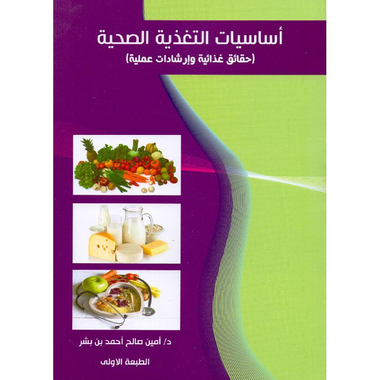 أساسيات التغذية الصحية
(حقائق غذائية وإرشادات عملية)
د/ أمين صالح أحمد بن بشر
الطبعة الاولى